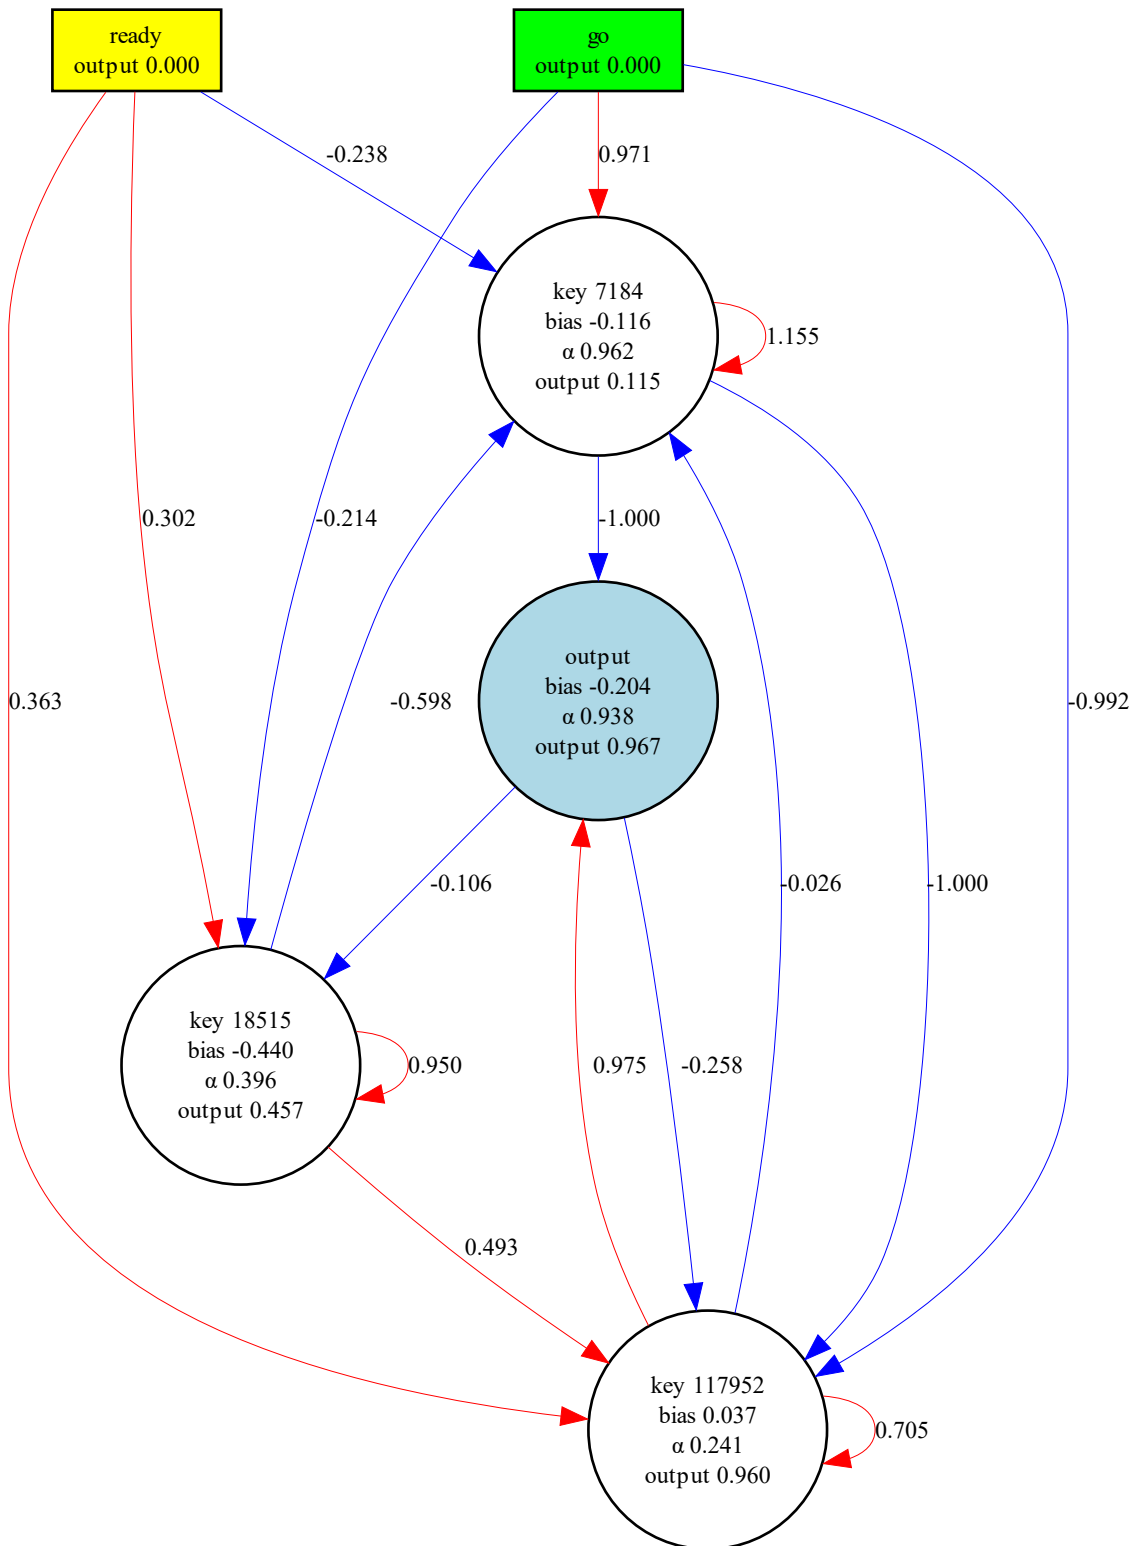 ready
output 0.000
go
output 0.000
-0.238
0.971
key 7184
bias -0.116
α 0.962
output 0.115
1.155
0.302
-0.214
-1.000
output
bias -0.204
α 0.938
output 0.967
0.363
-0.598
-0.992
-0.106
-0.026
-1.000
key 18515
bias -0.440
α 0.396
output 0.457
0.950
0.975
-0.258
0.493
key 117952
bias 0.037
α 0.241
output 0.960
0.705